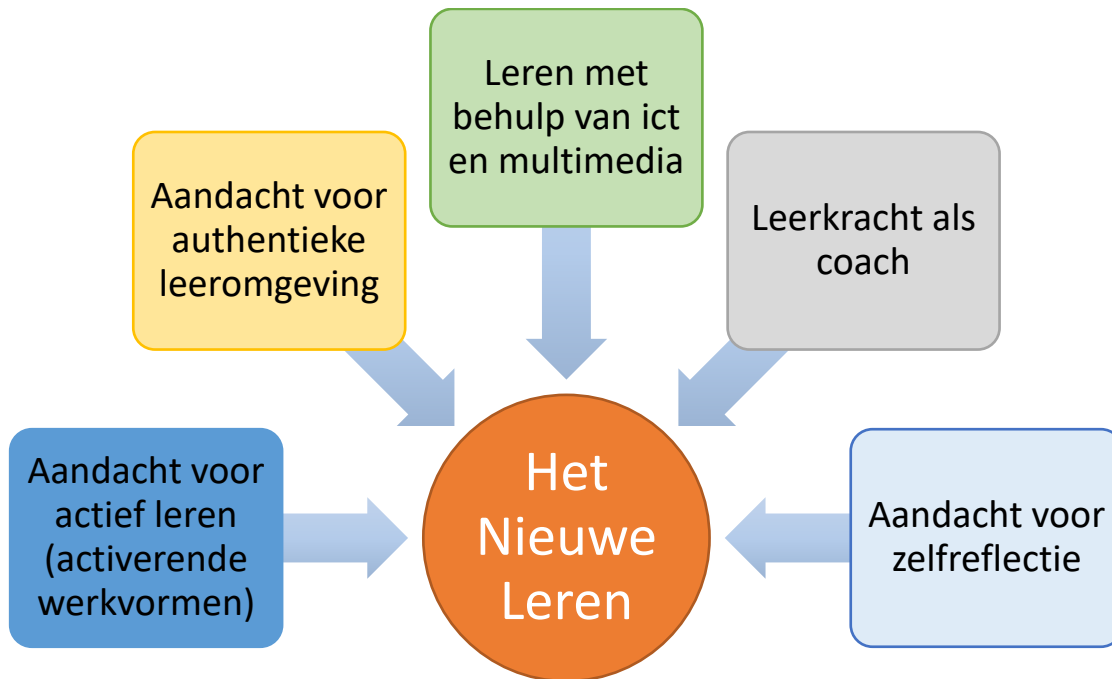 Leren met
behulp van ict
en multimedia
Aandacht voor
authentieke
leeromgeving
Leerkracht als
coach
Aandacht voor
actief leren
(activerende
werkvormen)
Het
Nieuwe
Leren
Aandacht voor
zelfreflectie